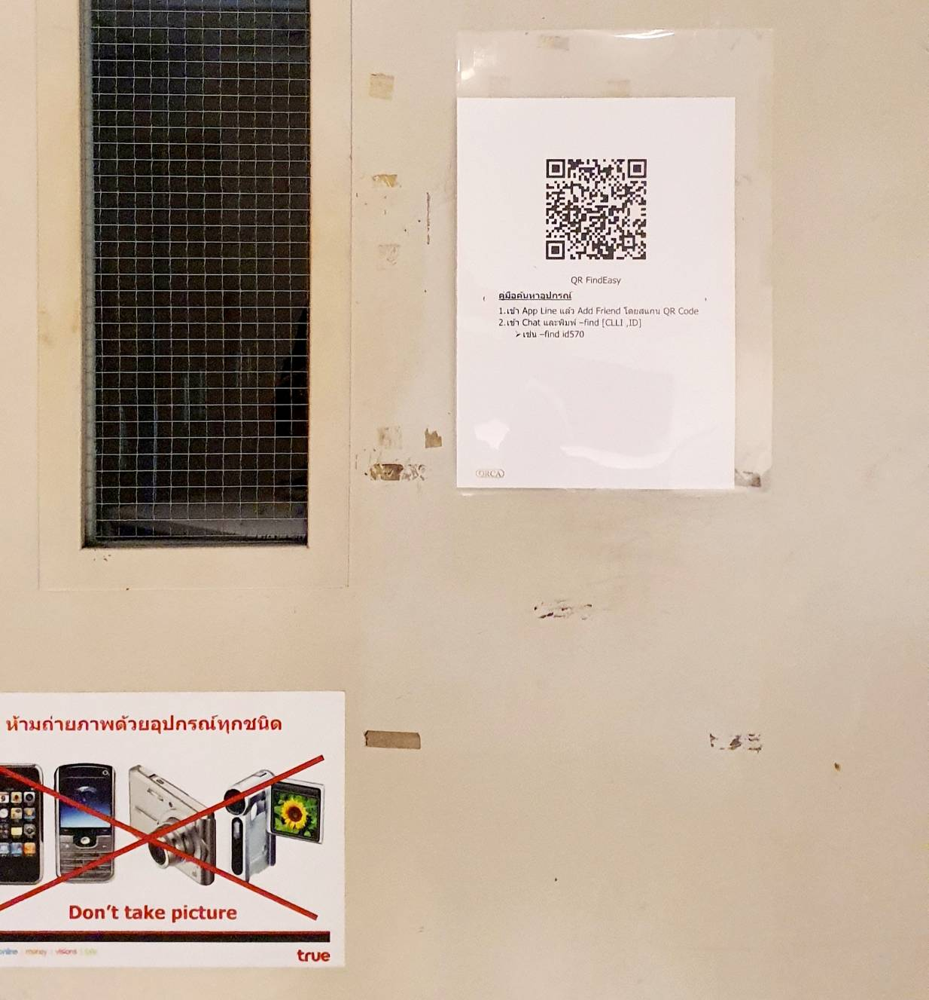 QR FindEasy
คู่มือค้นหาอุปกรณ์
1.เข้า App Line แล้ว Add Friend โดยสแกน QR Code
2.เข้า Chat และพิมพ์ –find [CLLI ,ID]
➢ เช่น –find id570
ORCA
ห้ามถ่ายภาพด้วยอุปกรณ์ทุกชนิด
Don't take picture
online money visions life
true